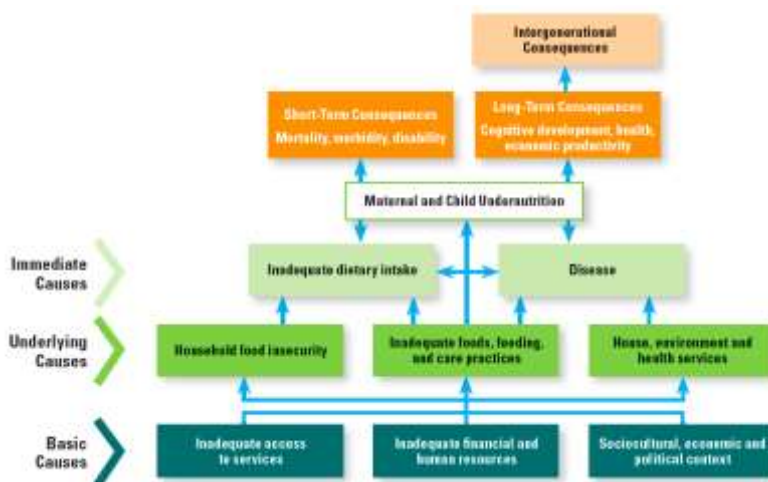 Intergenerational
Consequences
Short-Term Consequences
Mortality, morbidity, disability
Long-Term Consequences
Cognitive development, health,
economic productivity
Maternal and Child Undernutrition
Immediate
Causes
Inadequate dietary intake
Disease
Underlying
Causes
Household food insecurity
Inadequate foods, feeding,
and care practices
House, environment and
health services
Basic
Causes
Inadequate access
to services
Inadequate financial and
human resources
Sociocultural, economic and
political context